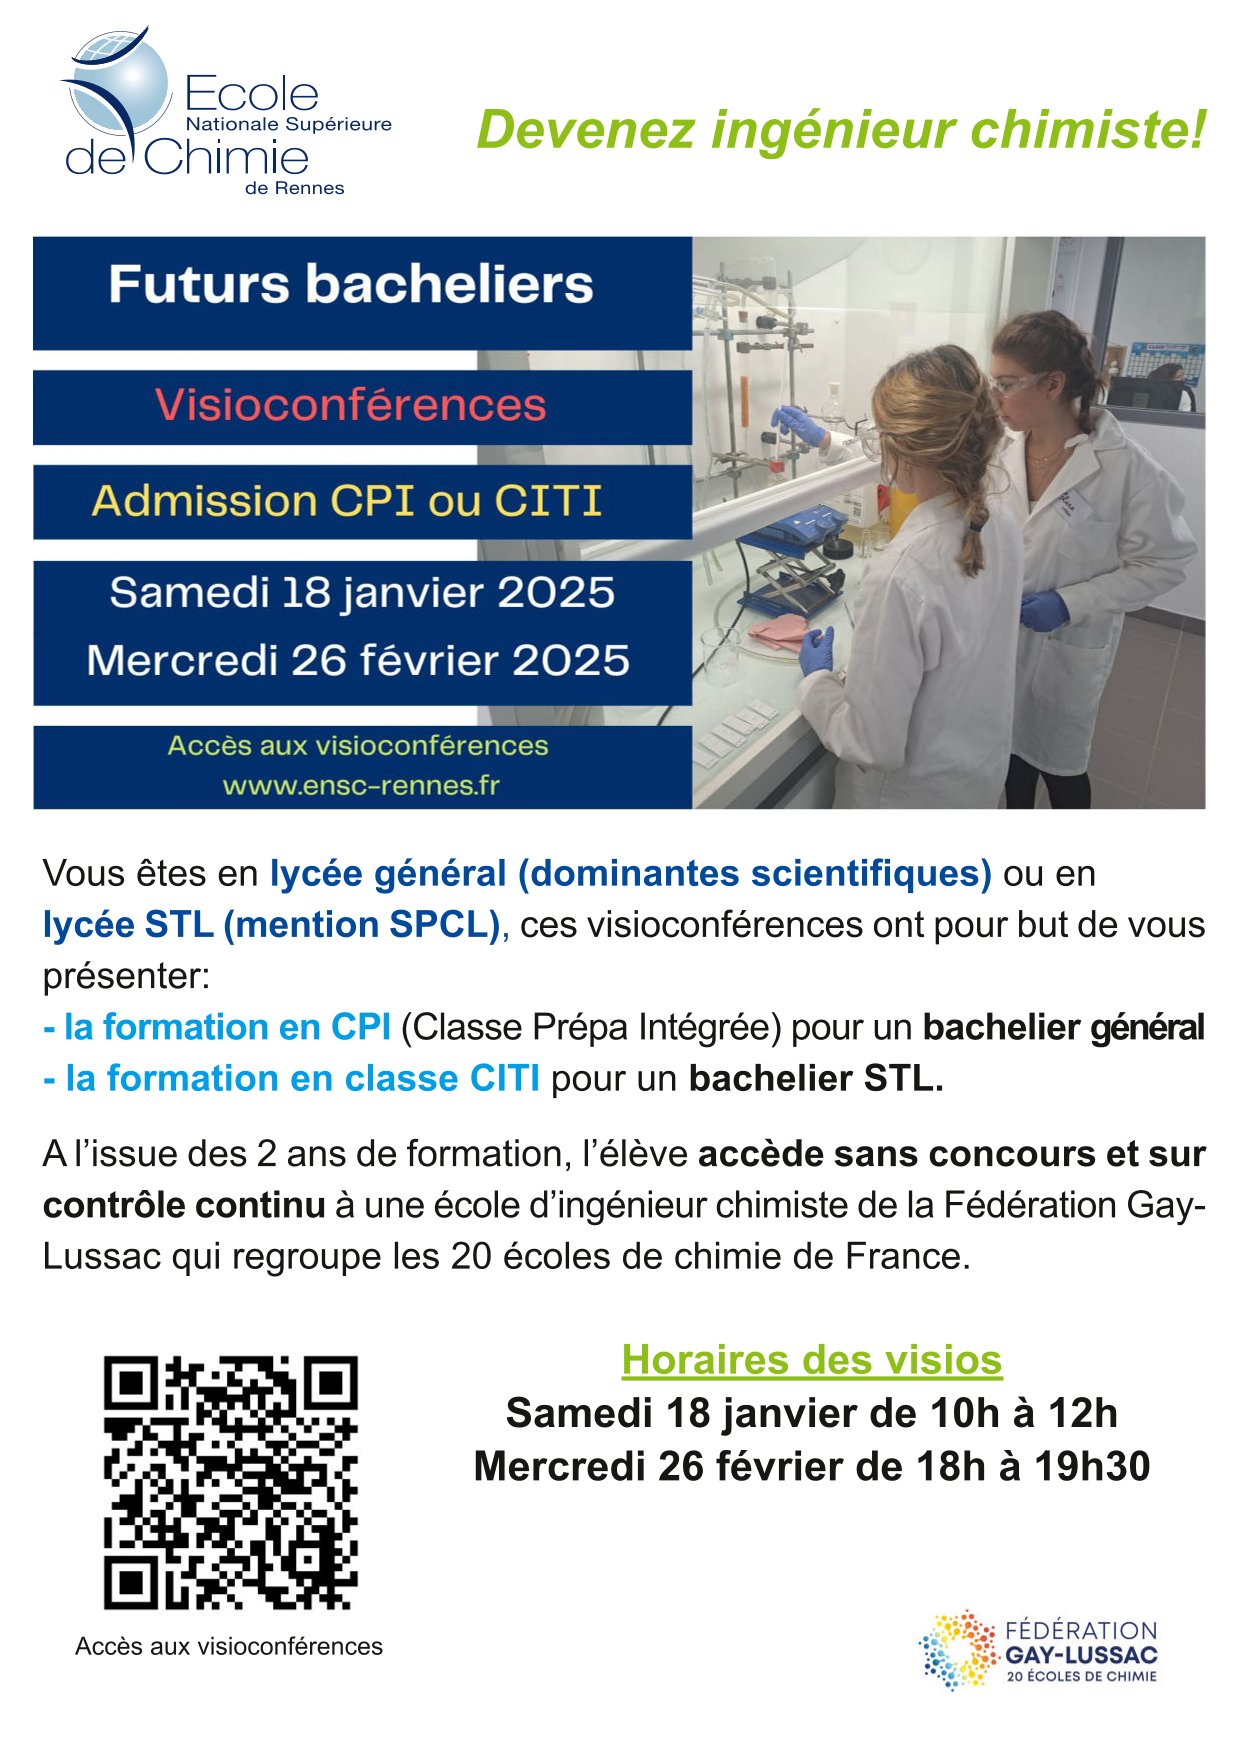 Ecole
Nationale Supérieure
de Chimie
de Rennes
Devenez ingénieur chimiste!
Futurs bacheliers
Visioconférences
Admission CPI ou CITI
Samedi 18 janvier 2025
Mercredi 26 février 2025
Accès aux visioconférences
www.ensc-rennes.fr
Vous êtes en lycée général (dominantes scientifiques) ou en
lycée STL (mention SPCL), ces visioconférences ont pour but de vous
présenter:
- la formation en CPI (Classe Prépa Intégrée) pour un bachelier général
- la formation en classe CITI pour un bachelier STL.
A l’issue des 2 ans de formation, l’élève accède sans concours et sur
contrôle continu à une école d’ingénieur chimiste de la Fédération Gay-
Lussac qui regroupe les 20 écoles de chimie de France.
Horaires des visios
Samedi 18 janvier de 10h à 12h
Mercredi 26 février de 18h à 19h30
Accès aux visioconférences
FÉDÉRATION
GAY-LUSSAC
20 ÉCOLES DE CHIMIE